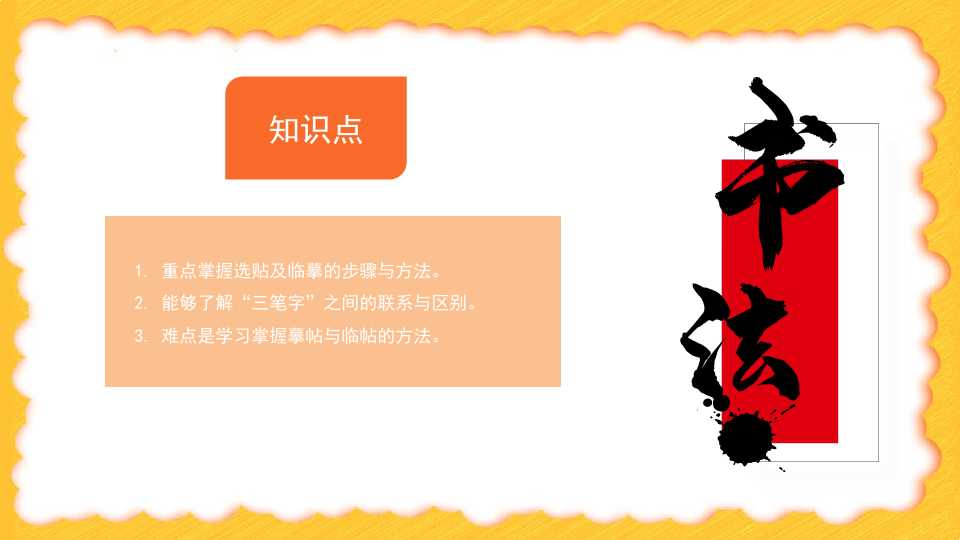 知识点
1. 重点掌握选贴及临摹的步骤与方法。
2. 能够了解“三笔字”之间的联系与区别。
3. 难点是学习掌握摹帖与临帖的方法。
书法